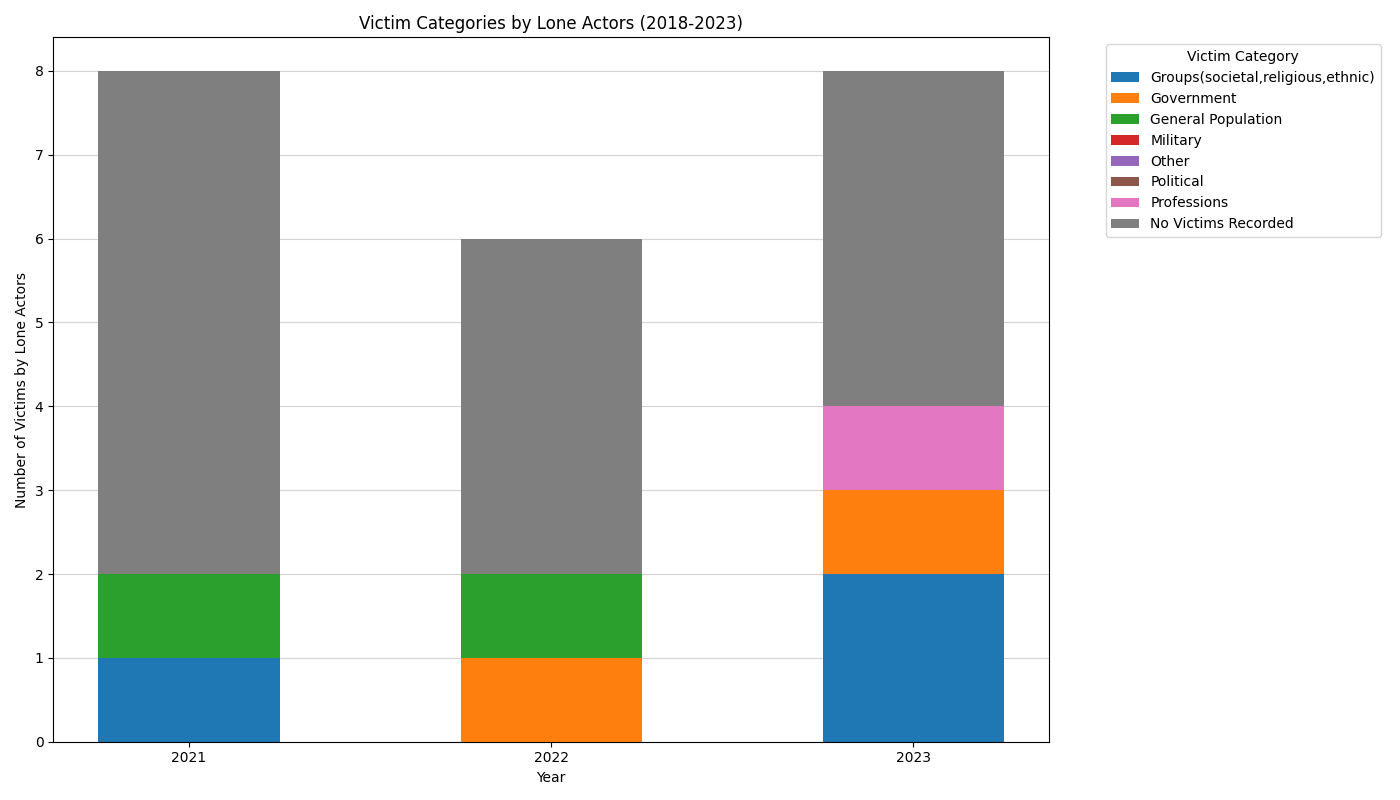 Victim Categories by Lone Actors (2018-2023)
Number of Victims by Lone Actors
8
7
6
5
4
3
2
1
0
2021
2022
2023
Year
Victim Category
Groups(societal,religious,ethnic)
Government
General Population
Military
Other
Political
Professions
No Victims Recorded